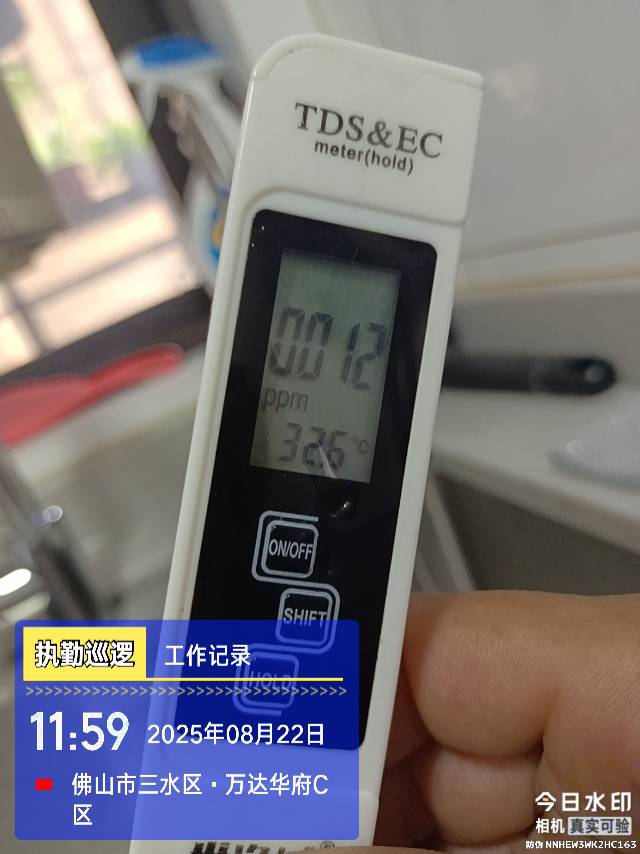 TDS&EC
meter(hold)
0012
ppm
32.6 °C
ON/OFF
SHIFT
HOLD
执勤巡逻 工作记录
11:59 2025年08月22日
佛山市三水区·万达华府C
区
今日水印
相机 真实可验
防伪 NNHEW3WK2HC163